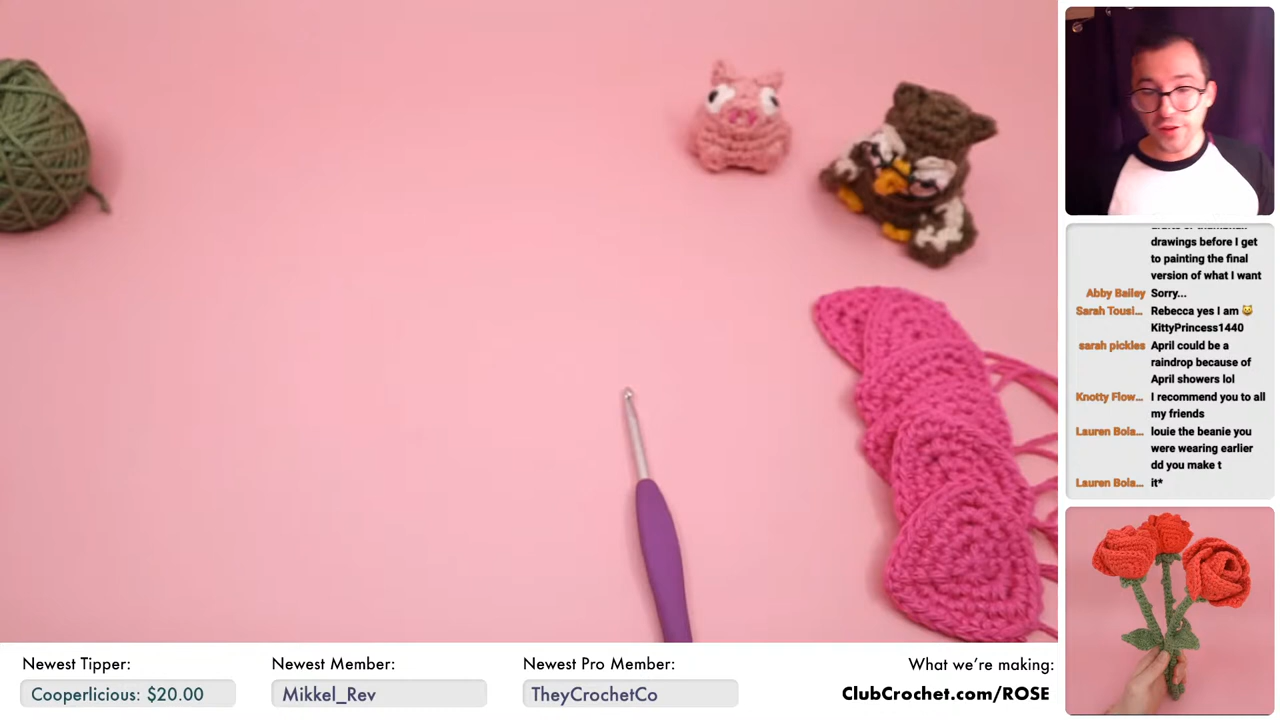 drawings before I get
to painting the final
version of what I want
Abby Bailey Sorry...
Sarah Tousi... Rebecca yes I am
KittyPrincess1440
sarah pickles April could be a
raindrop because of
April showers lol
Knotty Flow... I recommend you to all
my friends
Lauren Bola... louie the beanie you
were wearing earlier
dd you make t
Lauren Bola... it*
Newest Tipper:
Cooperlicious: $20.00
Newest Member:
Mikkel_Rev
Newest Pro Member:
TheyCrochetCo
What we're making:
ClubCrochet.com/ROSE